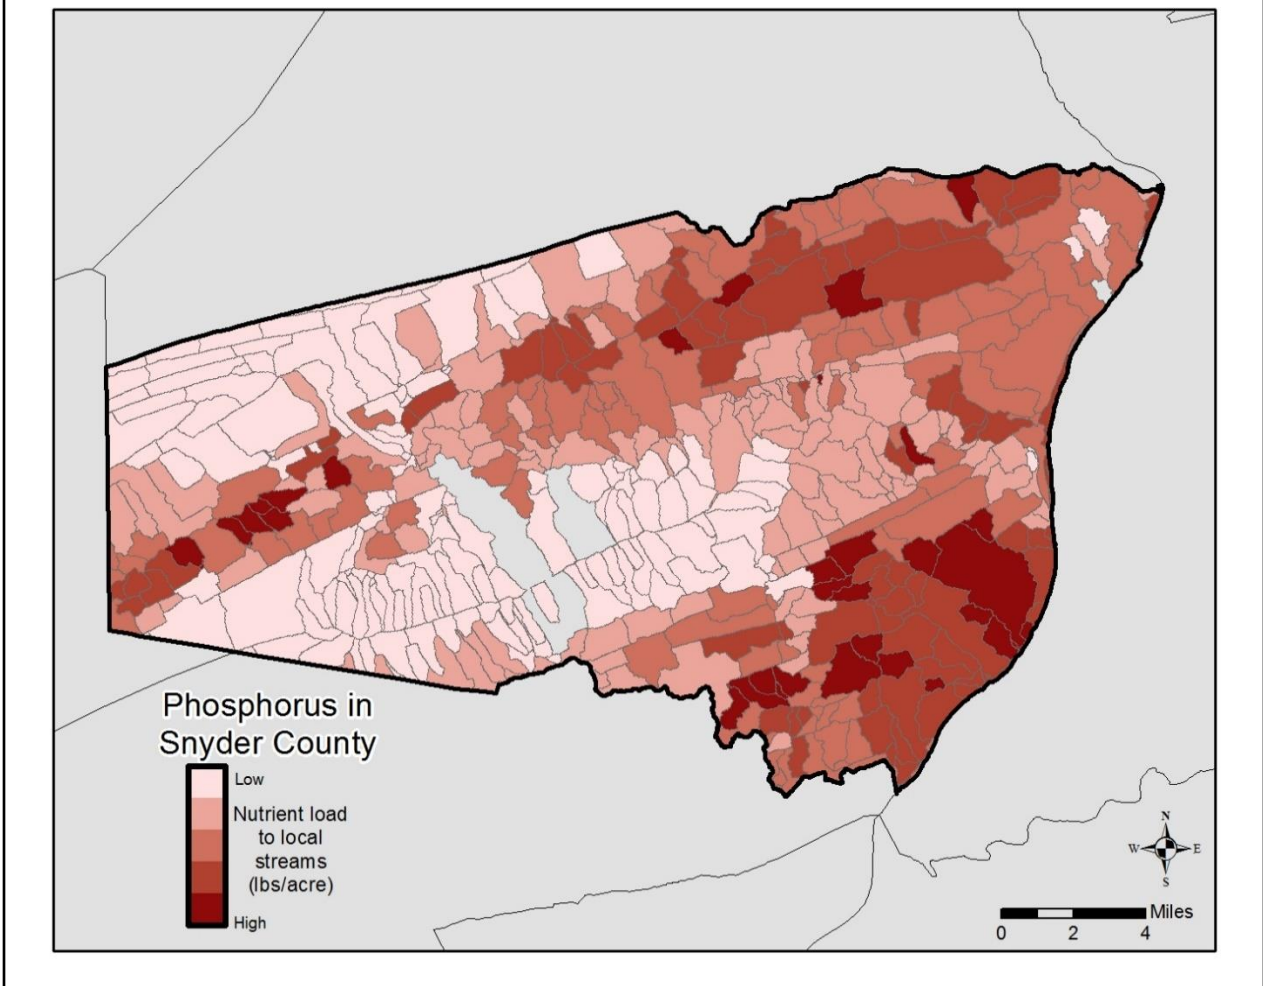 Phosphorus in
Snyder County
Low
Nutrient load
to local
streams
(lbs/acre)
High
N
W E
S
Miles
0 2 4